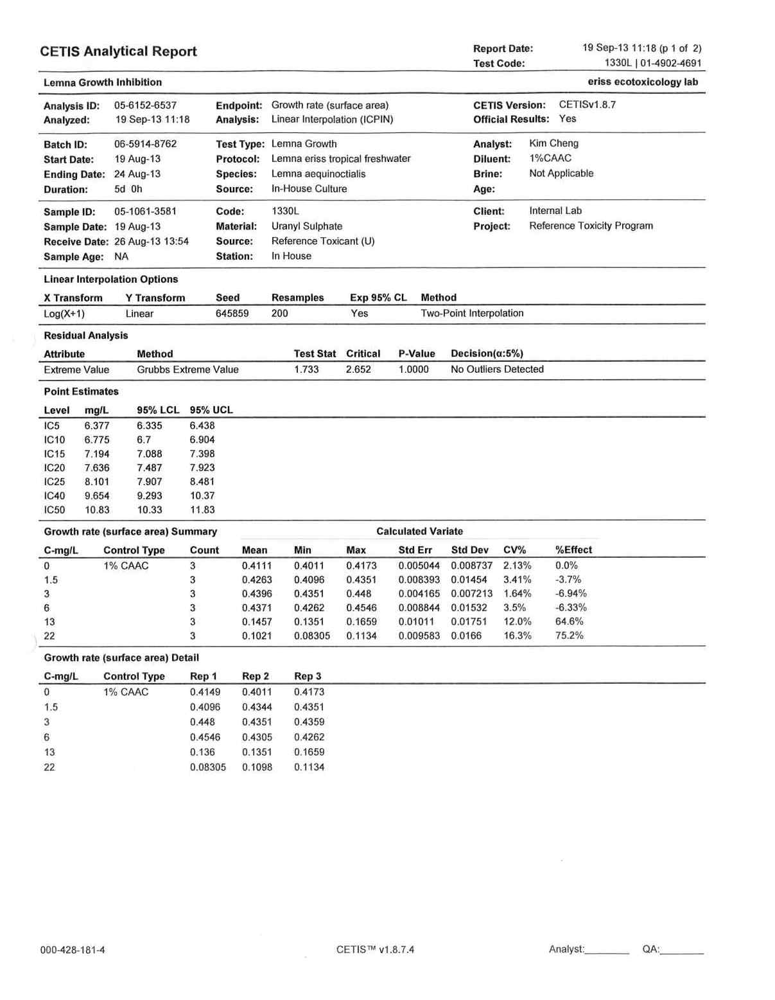 CETIS Analytical Report
Report Date: 19 Sep-13 11:18 (p 1 of 2)
Test Code: 1330L | 01-4902-4691
Lemna Growth Inhibition eriss ecotoxicology lab
Analysis ID: 05-6152-6537 Endpoint: Growth rate (surface area) CETIS Version: CETISv1.8.7
Analyzed: 19 Sep-13 11:18 Analysis: Linear Interpolation (ICPIN) Official Results: Yes
Batch ID: 06-5914-8762 Test Type: Lemna Growth Analyst: Kim Cheng
Start Date: 19 Aug-13 Protocol: Lemna eriss tropical freshwater Diluent: 1%CAAC
Ending Date: 24 Aug-13 Species: Lemna aequinoctialis Brine: Not Applicable
Duration: 5d 0h Source: In-House Culture Age:
Sample ID: 05-1061-3581 Code: 1330L Client: Internal Lab
Sample Date: 19 Aug-13 Material: Uranyl Sulphate Project: Reference Toxicity Program
Receive Date: 26 Aug-13 13:54 Source: Reference Toxicant (U)
Sample Age: NA Station: In House
Linear Interpolation Options
X Transform Y Transform Seed Resamples Exp 95% CL Method
Log(X+1) Linear 645859 200 Yes Two-Point Interpolation
Residual Analysis
Attribute Method Test Stat Critical P-Value Decision(α:5%)
Extreme Value Grubbs Extreme Value 1.733 2.652 1.0000 No Outliers Detected
Point Estimates
Level mg/L 95% LCL 95% UCL
IC5 6.377 6.335 6.438
IC10 6.775 6.7 6.904
IC15 7.194 7.088 7.398
IC20 7.636 7.487 7.923
IC25 8.101 7.907 8.481
IC40 9.654 9.293 10.37
IC50 10.83 10.33 11.83
Growth rate (surface area) Summary Calculated Variate
C-mg/L Control Type Count Mean Min Max Std Err Std Dev CV% %Effect
0 1% CAAC 3 0.4111 0.4011 0.4173 0.005044 0.008737 2.13% 0.0%
1.5 3 0.4263 0.4096 0.4351 0.008393 0.01454 3.41% -3.7%
3 3 0.4396 0.4351 0.448 0.004165 0.007213 1.64% -6.94%
6 3 0.4371 0.4262 0.4546 0.008844 0.01532 3.5% -6.33%
13 3 0.1457 0.1351 0.1659 0.01011 0.01751 12.0% 64.6%
22 3 0.1021 0.08305 0.1134 0.009583 0.0166 16.3% 75.2%
Growth rate (surface area) Detail
C-mg/L Control Type Rep 1 Rep 2 Rep 3
0 1% CAAC 0.4149 0.4011 0.4173
1.5 0.4096 0.4344 0.4351
3 0.448 0.4351 0.4359
6 0.4546 0.4305 0.4262
13 0.136 0.1351 0.1659
22 0.08305 0.1098 0.1134
000-428-181-4 CETIS™ v1.8.7.4 Analyst:________ QA:________